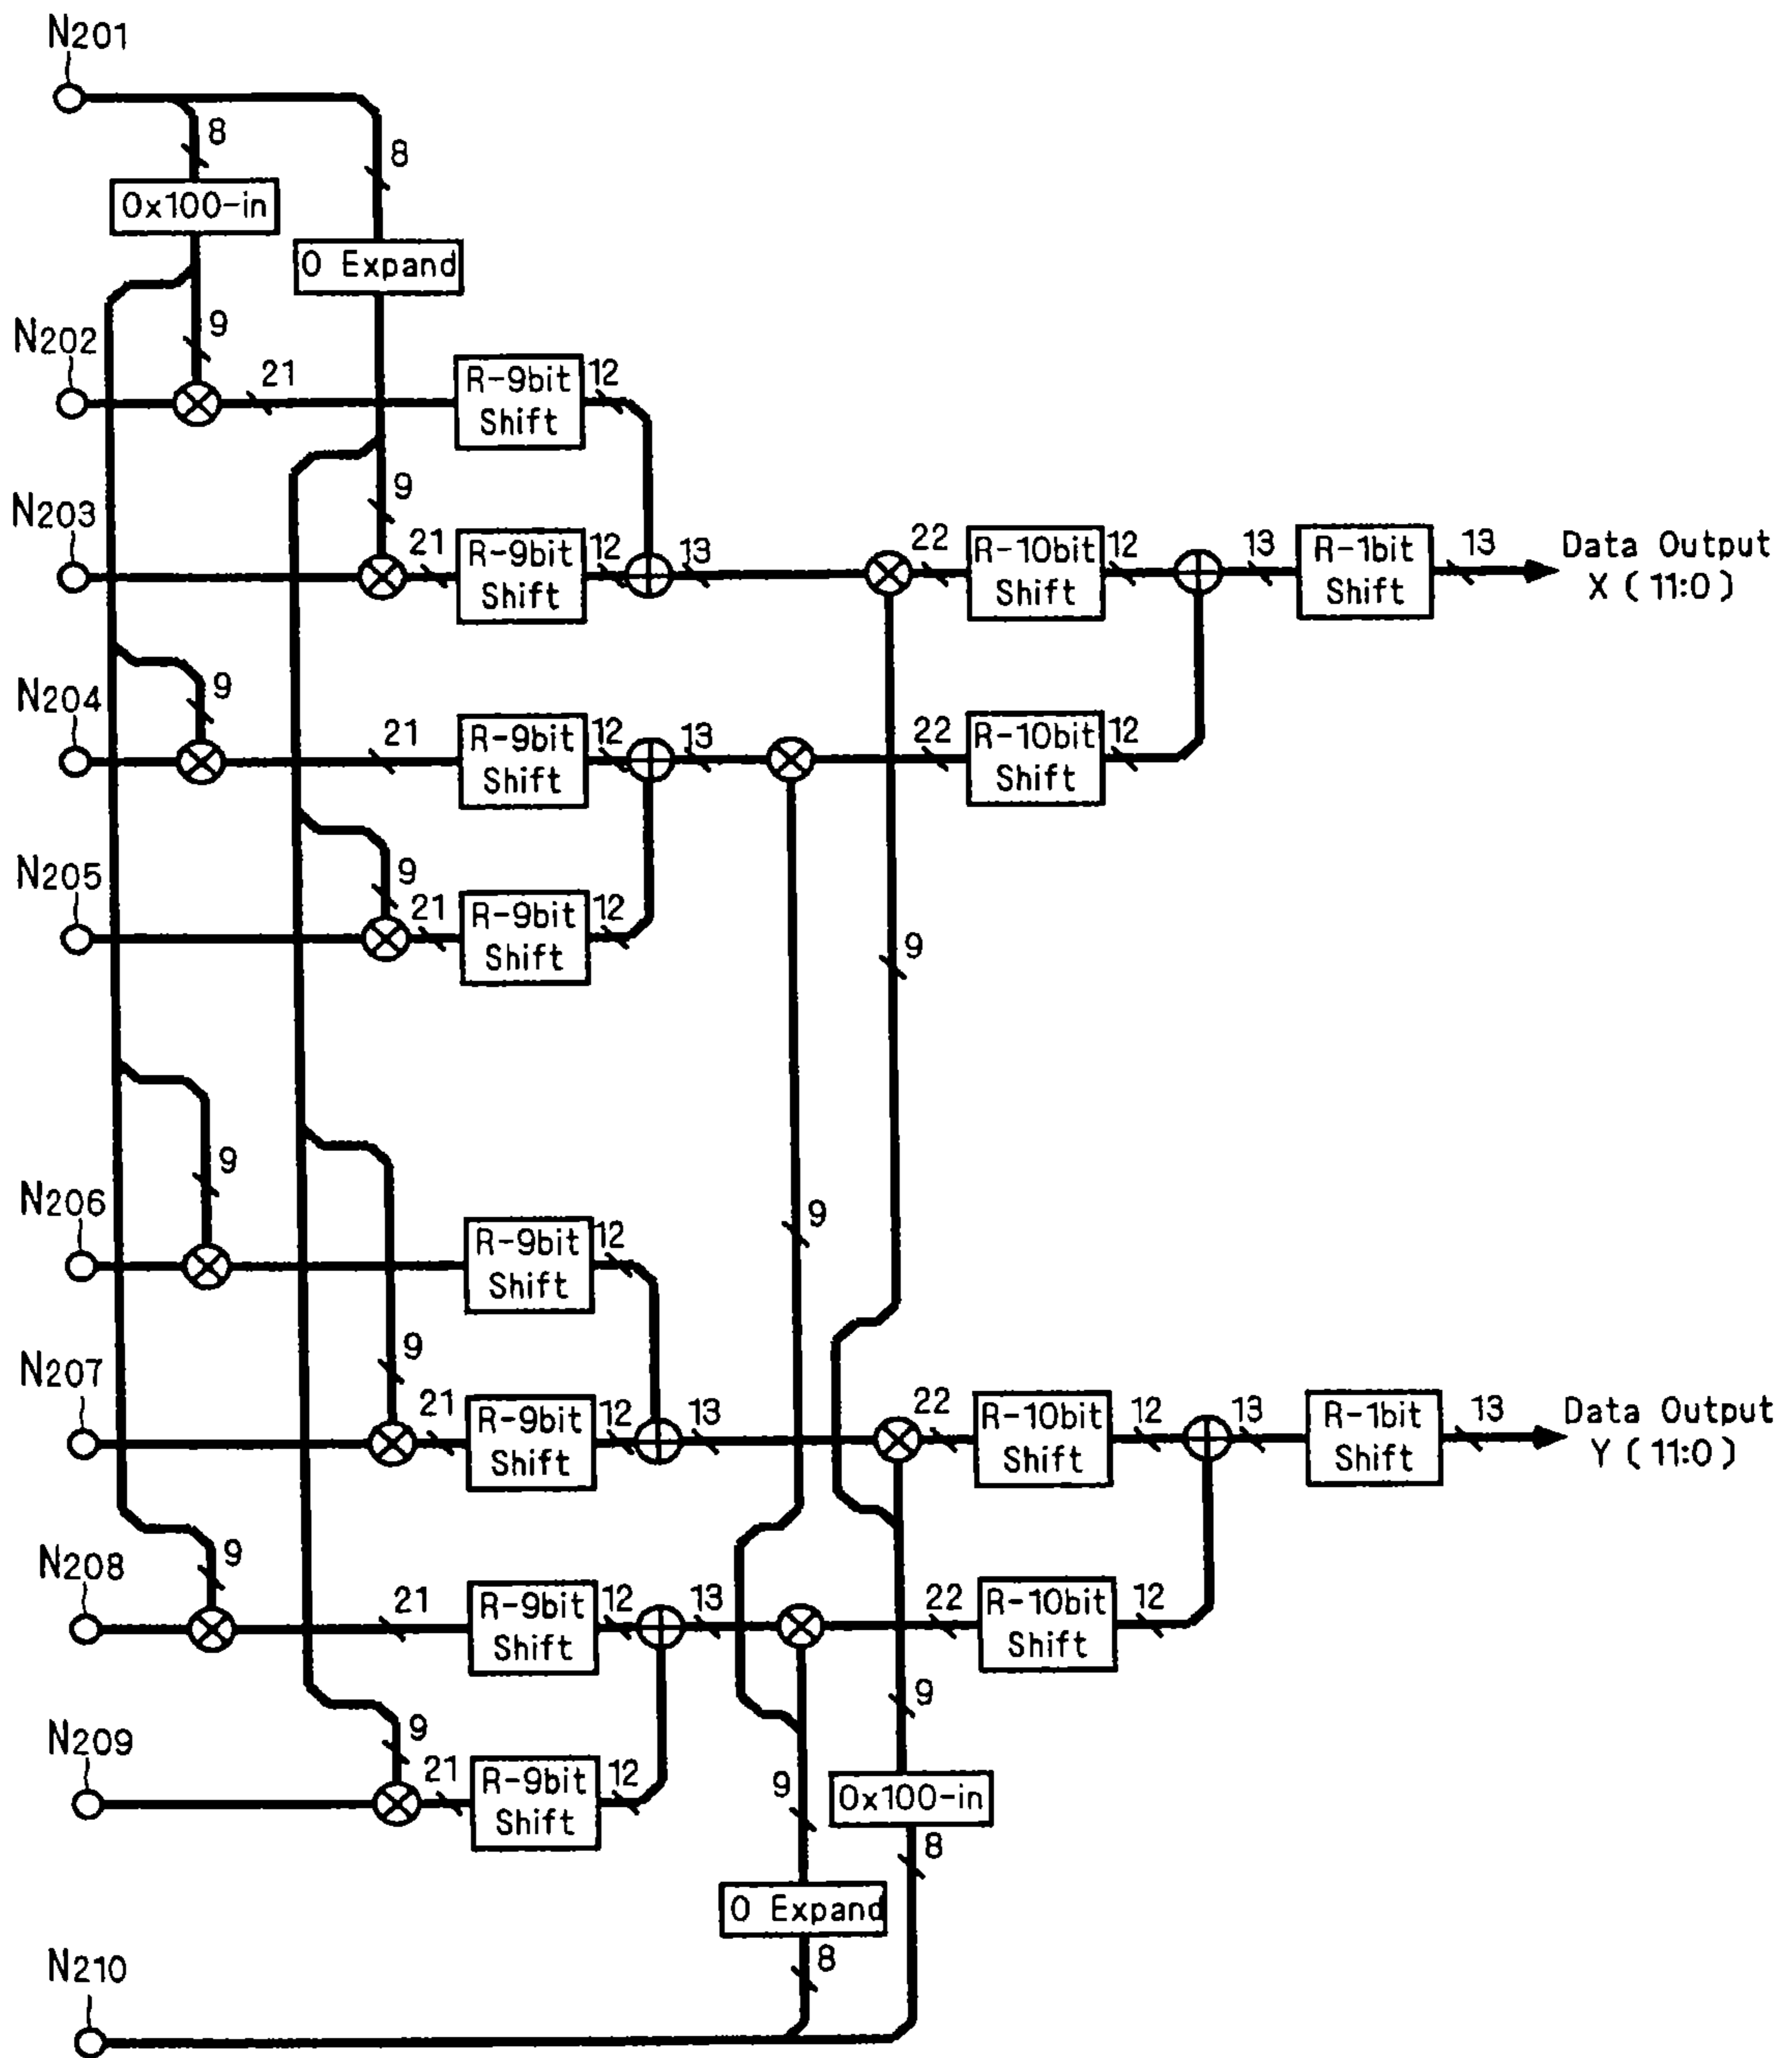 N201
8
8
0x100-in
0 Expand
9
N202
21
R-9bit
Shift
12
9
N203
21
R-9bit
Shift
12
13
22
R-10bit
Shift
12
13
R-1bit
Shift
13
Data Output
X ( 11:0 )
9
N204
21
R-9bit
Shift
12
13
22
R-10bit
Shift
12
9
N205
21
R-9bit
Shift
12
9
9
N206
R-9bit
Shift
12
9
9
N207
21
R-9bit
Shift
12
13
22
R-10bit
Shift
12
13
R-1bit
Shift
13
Data Output
Y ( 11:0 )
9
N208
21
R-9bit
Shift
12
13
22
R-10bit
Shift
12
9
9
N209
21
R-9bit
Shift
12
9
0x100-in
8
0 Expand
8
N210